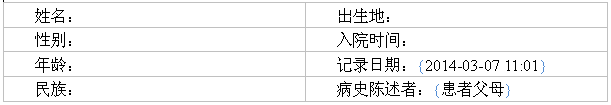 姓名： 出生地：
性别： 入院时间：
年龄： 记录日期：{2014-03-07 11:01}
民族： 病史陈述者：{患者父母}